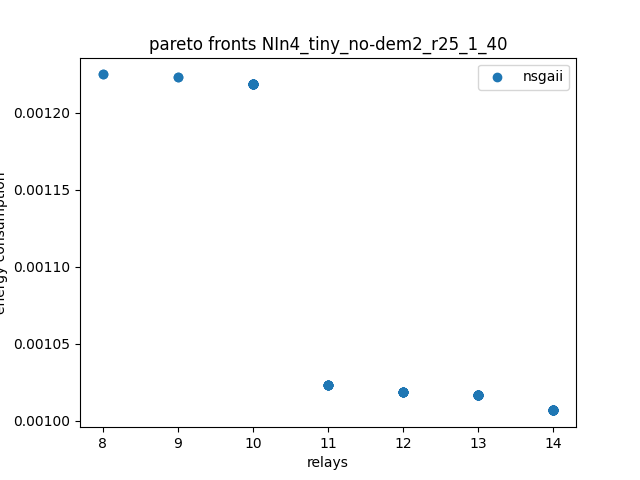 pareto fronts NIn4_tiny_no-dem2_r25_1_40
nsgaii
energy consumption
0.00120
0.00115
0.00110
0.00105
0.00100
8 9 10 11 12 13 14
relays